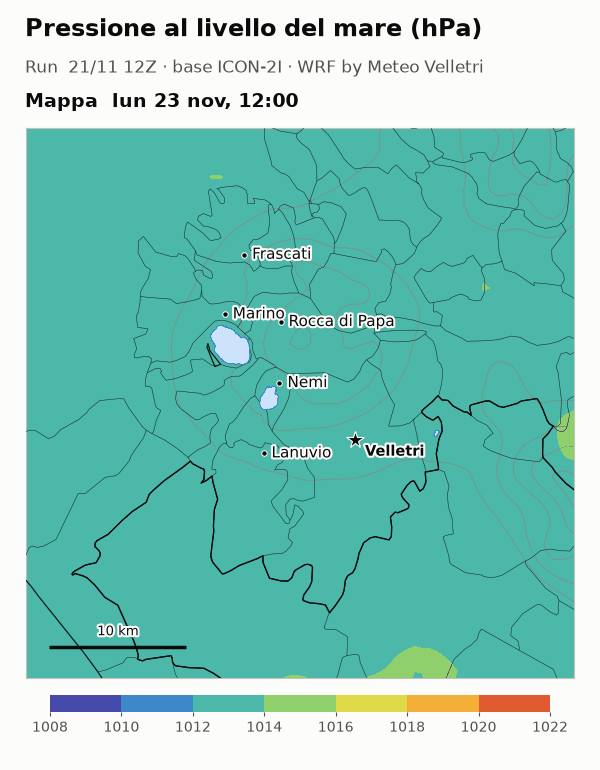 Pressione al livello del mare (hPa)
Run  21/11 12Z · base ICON-2I · WRF by Meteo Velletri
Mappa  lun 23 nov, 12:00
Frascati
Marino
Rocca di Papa
Nemi
Velletri
Lanuvio
10 km
1008 1010 1012 1014 1016 1018 1020 1022